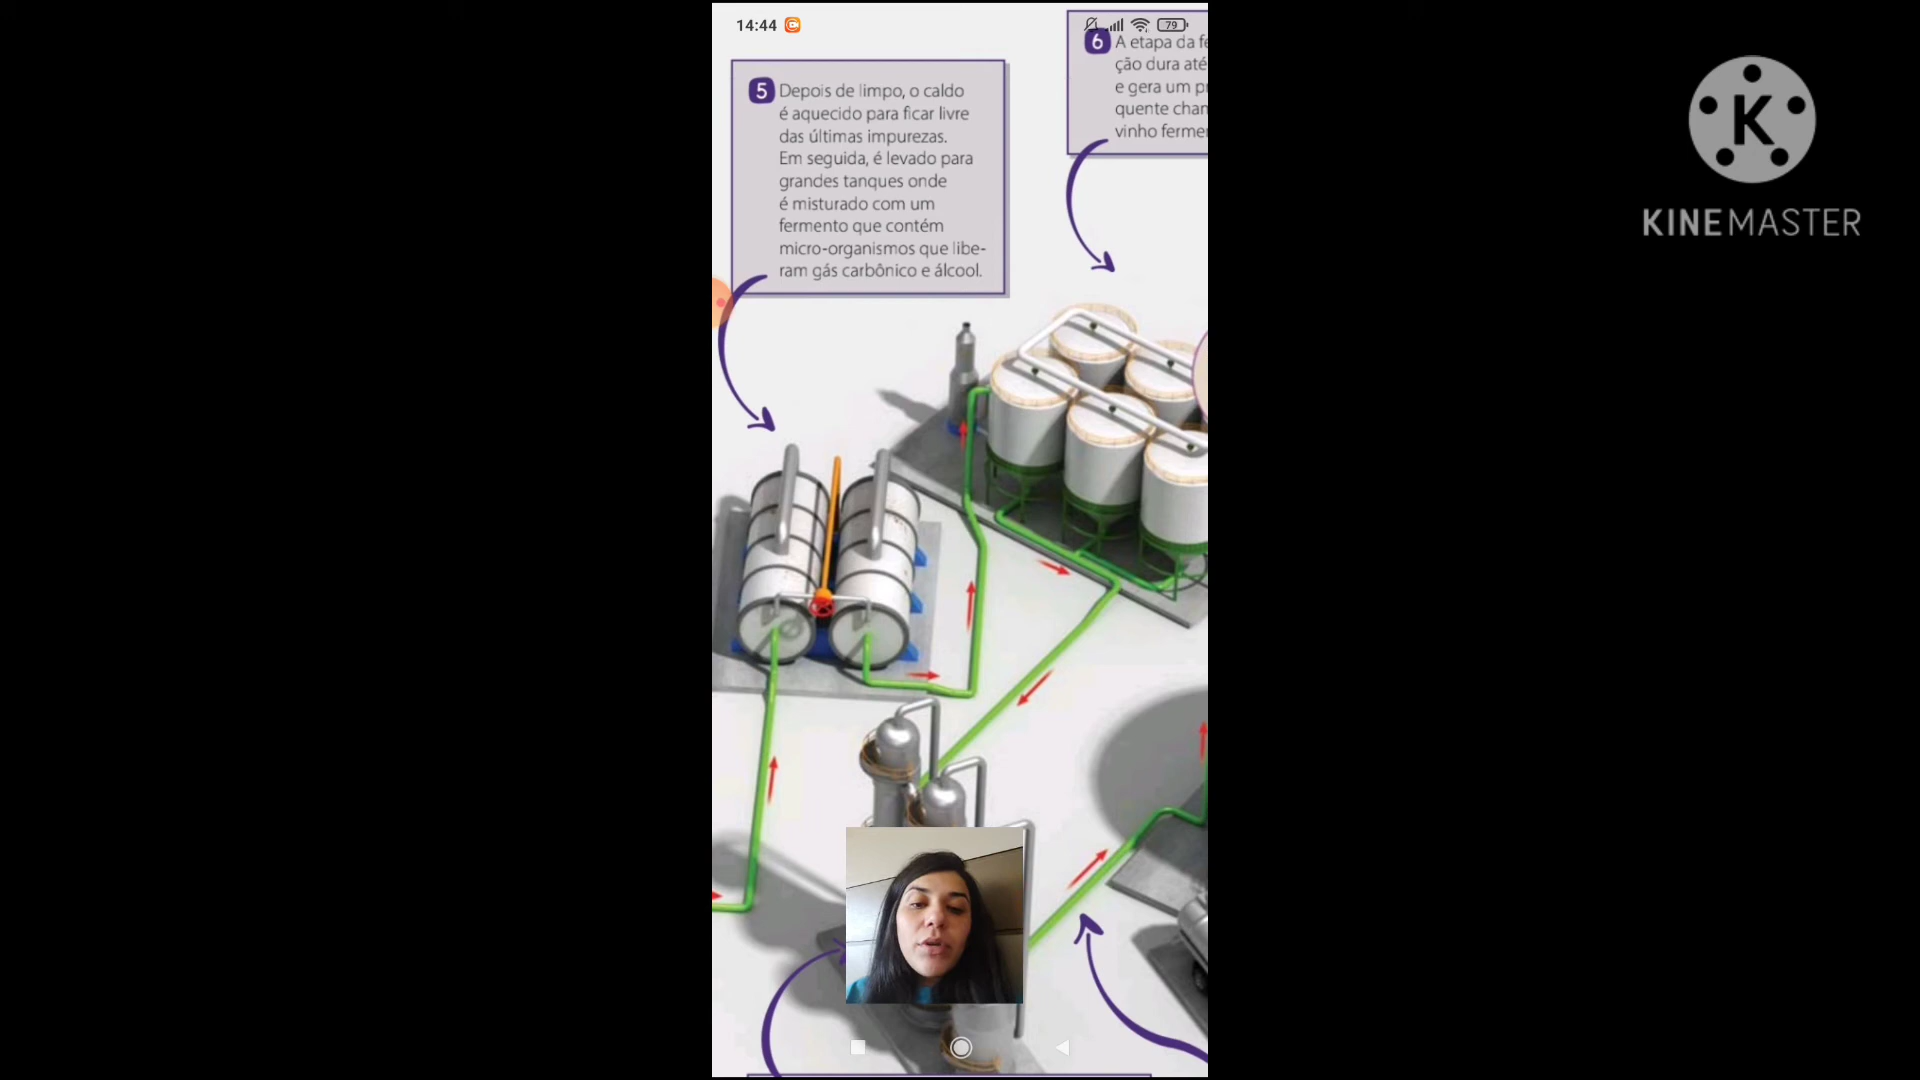 14:44
79
5 Depois de limpo, o caldo
é aquecido para ficar livre
das últimas impurezas.
Em seguida, é levado para
grandes tanques onde
é misturado com um
fermento que contém
micro-organismos que libe-
ram gás carbônico e álcool.
6 A etapa da fe
ção dura até
e gera um p
quente cham
vinho ferme
K
KINEMASTER